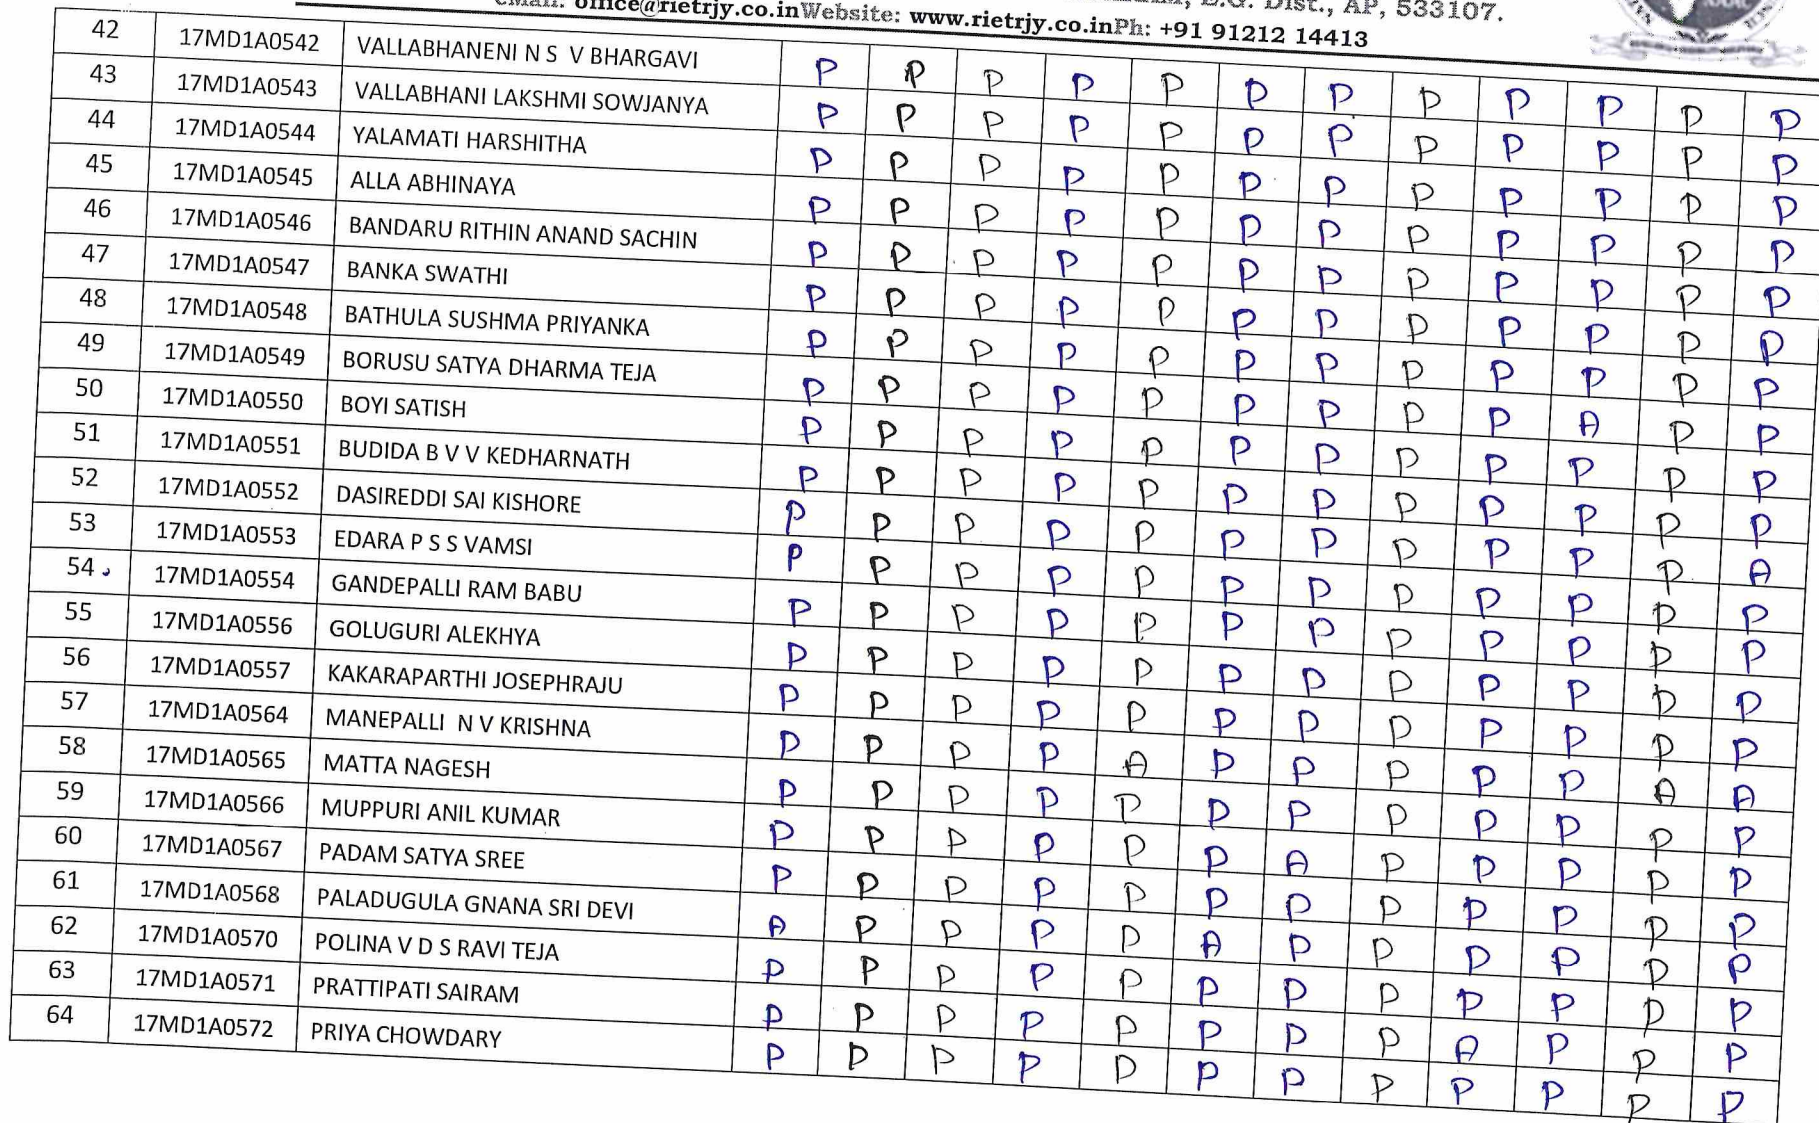 E.G. Dist., AP, 533107.
eMail: office@rietrjy.co.inWebsite: www.rietrjy.co.inPh: +91 91212 14413
42 17MD1A0542 VALLABHANENI N S V BHARGAVI P P P P P P P P P P P P
43 17MD1A0543 VALLABHANI LAKSHMI SOWJANYA P P P P P P P P P P P P
44 17MD1A0544 YALAMATI HARSHITHA P P P P P P P P P P P P
45 17MD1A0545 ALLA ABHINAYA P P P P P P P P P P P P
46 17MD1A0546 BANDARU RITHIN ANAND SACHIN P P P P P P P P P P P P
47 17MD1A0547 BANKA SWATHI P P P P P P P P P P P P
48 17MD1A0548 BATHULA SUSHMA PRIYANKA P P P P P P P P P P P P
49 17MD1A0549 BORUSU SATYA DHARMA TEJA P P P P P P P P P A P P
50 17MD1A0550 BOYI SATISH P P P P P P P P P P P P
51 17MD1A0551 BUDIDA B V V KEDHARNATH P P P P P P P P P P P P
52 17MD1A0552 DASIREDDI SAI KISHORE P P P P P P P P P P P A
53 17MD1A0553 EDARA P S S VAMSI P P P P P P P P P P P P
54 17MD1A0554 GANDEPALLI RAM BABU P P P P P P P P P P P P
55 17MD1A0556 GOLUGURI ALEKHYA P P P P P P P P P P P P
56 17MD1A0557 KAKARAPARTHI JOSEPHRAJU P P P P P P P P P P P P
57 17MD1A0564 MANEPALLI N V KRISHNA P P P P A P P P P P A A
58 17MD1A0565 MATTA NAGESH P P P P P P P P P P P P
59 17MD1A0566 MUPPURI ANIL KUMAR P P P P P P A P P P P P
60 17MD1A0567 PADAM SATYA SREE P P P P P P P P P P P P
61 17MD1A0568 PALADUGULA GNANA SRI DEVI A P P P P A P P P P P P
62 17MD1A0570 POLINA V D S RAVI TEJA P P P P P P P P P P P P
63 17MD1A0571 PRATTIPATI SAIRAM P P P P P P P P A P P P
64 17MD1A0572 PRIYA CHOWDARY P P P P P P P P P P P P